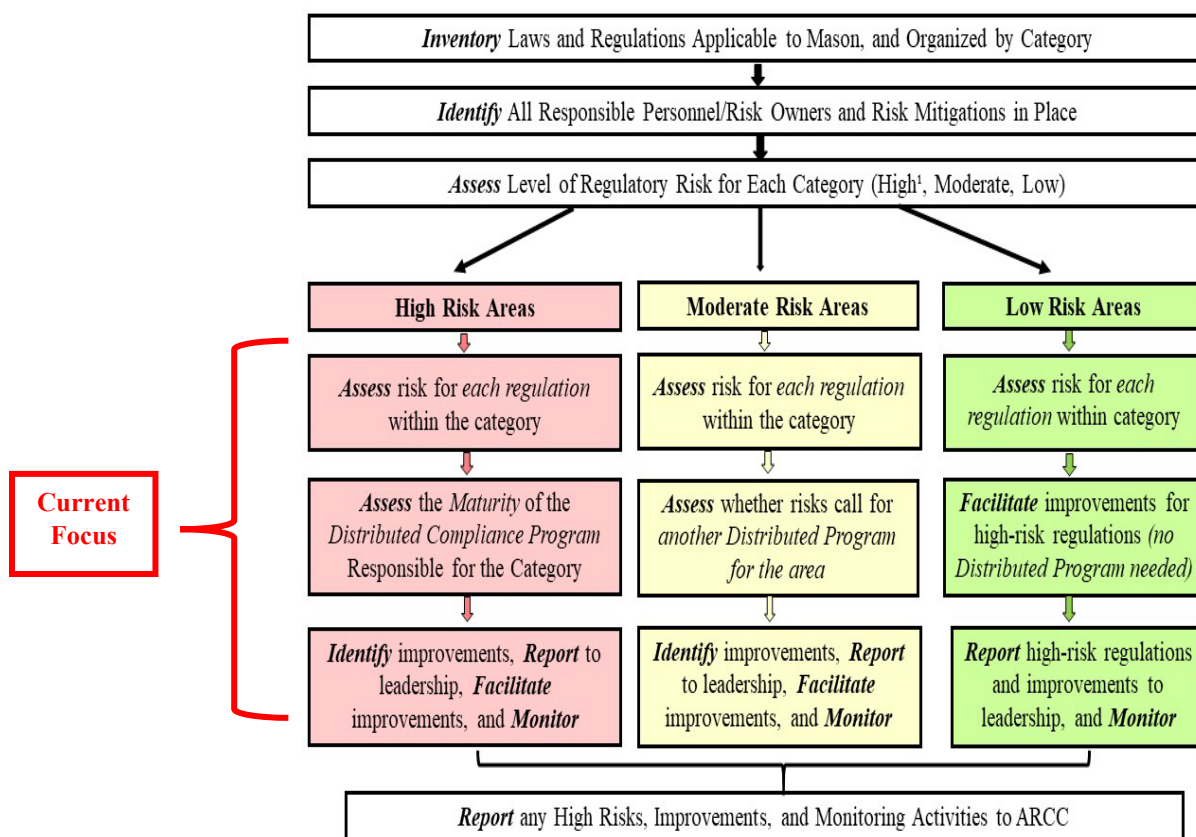 Inventory Laws and Regulations Applicable to Mason, and Organized by Category
Identify All Responsible Personnel/Risk Owners and Risk Mitigations in Place
Assess Level of Regulatory Risk for Each Category (High¹, Moderate, Low)
High Risk Areas
Assess risk for each regulation
within the category
Assess the Maturity of the
Distributed Compliance Program
Responsible for the Category
Identify improvements, Report to
leadership, Facilitate
improvements, and Monitor
Moderate Risk Areas
Assess risk for each regulation
within the category
Assess whether risks call for
another Distributed Program
for the area
Identify improvements, Report
to leadership, Facilitate
improvements, and Monitor
Low Risk Areas
Assess risk for each
regulation within category
Facilitate improvements for
high-risk regulations (no
Distributed Program needed)
Report high-risk regulations
and improvements to
leadership, and Monitor
Current
Focus
Report any High Risks, Improvements, and Monitoring Activities to ARCC